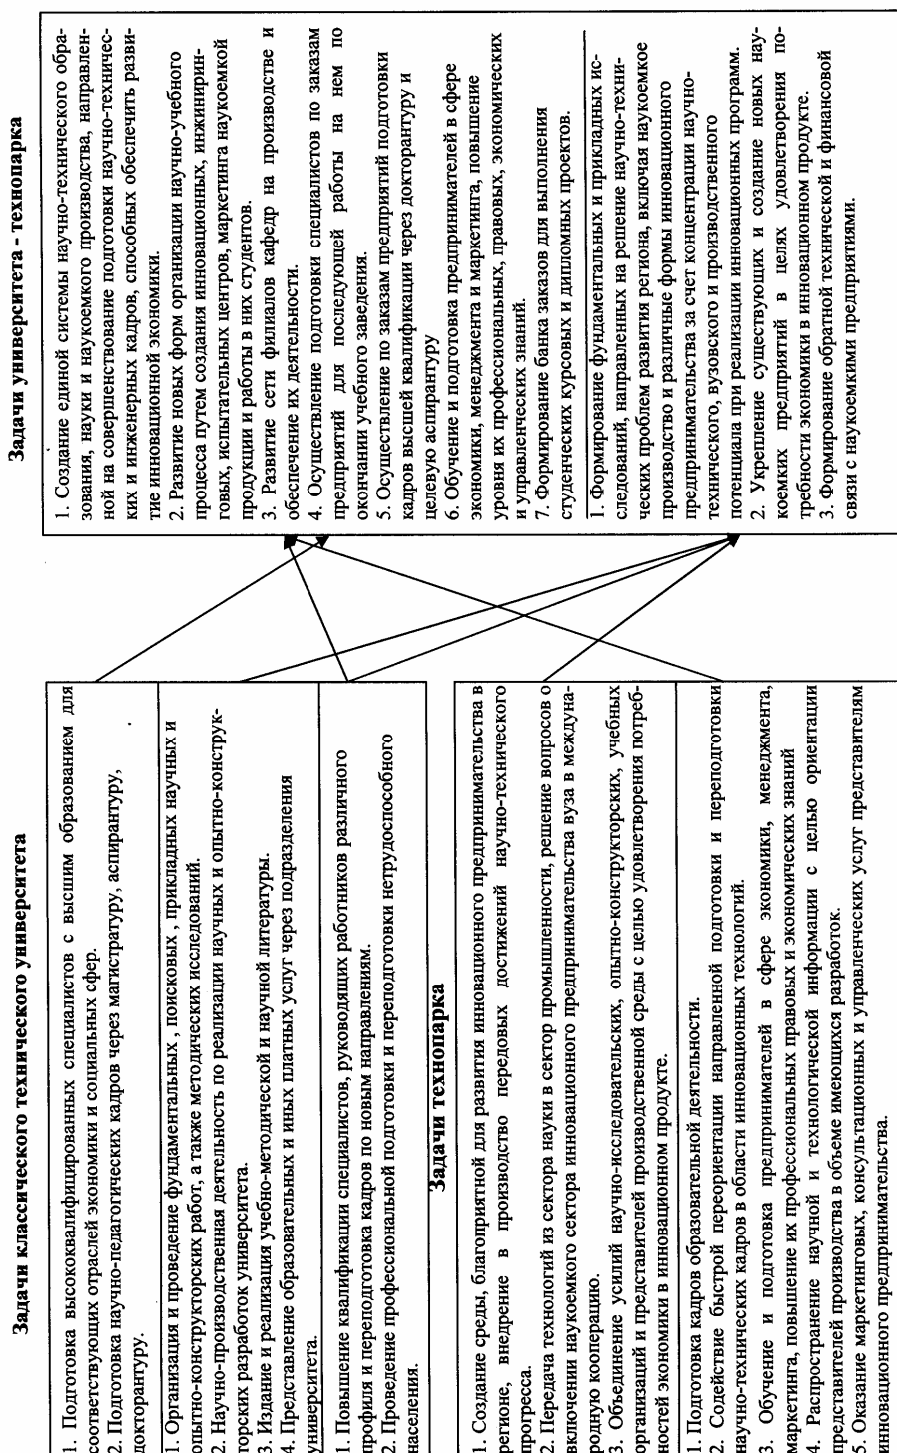 Задачи классического технического университета
1. Подготовка высококвалифицированных специалистов с высшим образованием для
соответствующих отраслей экономики и социальных сфер.
2. Подготовка научно-педагогических кадров через магистратуру, аспирантуру,
докторантуру.
1. Организация и проведение фундаментальных , поисковых , прикладных научных и
опытно-конструкторских работ, а также методических исследований.
2. Научно-производственная деятельность по реализации научных и опытно-конструк-
торских разработок университета.
3. Издание и реализация учебно-методической и научной литературы.
4. Представление образовательных и иных платных услуг через подразделения
университета.
1. Повышение квалификации специалистов, руководящих работников различного
профиля и переподготовка кадров по новым направлениям.
2. Проведение профессиональной подготовки и переподготовки нетрудоспособного
населения.
Задачи технопарка
1. Создание среды, благоприятной для развития инновационного предпринимательства в
регионе, внедрение в производство передовых достижений научно-технического
прогресса.
2. Передача технологий из сектора науки в сектор промышленности, решение вопросов о
включении наукоемкого сектора инновационного предпринимательства вуза в междуна-
родную кооперацию.
3. Объединение усилий научно-исследовательских, опытно-конструкторских, учебных
организаций и представителей производственной среды с целью удовлетворения потреб-
ностей экономики в инновационном продукте.
1. Подготовка кадров образовательной деятельности.
2. Содействие быстрой переориентации направленной подготовки и переподготовки
научно-технических кадров в области инновационных технологий.
3. Обучение и подготовка предпринимателей в сфере экономики, менеджмента,
маркетинга, повышение их профессиональных правовых и экономических знаний
4. Распространение научной и технологической информации с целью ориентации
представителей производства в объеме имеющихся разработок.
5. Оказание маркетинговых, консультационных и управленческих услуг представителям
инновационного предпринимательства.
Задачи университета - технопарка
1. Создание единой системы научно-технического обра-
зования, науки и наукоемкого производства, направлен-
ной на совершенствование подготовки научно-техничес-
ких и инженерных кадров, способных обеспечить разви-
тие инновационной экономики.
2. Развитие новых форм организации научно-учебного
процесса путем создания инновационных, инжинирин-
говых, испытательных центров, маркетинга наукоемкой
продукции и работы в них студентов.
3. Развитие сети филиалов кафедр на производстве и
обеспечение их деятельности.
4. Осуществление подготовки специалистов по заказам
предприятий для последующей работы на нем по
окончании учебного заведения.
5. Осуществление по заказам предприятий подготовки
кадров высшей квалификации через докторантуру и
целевую аспирантуру
6. Обучение и подготовка предпринимателей в сфере
экономики, менеджмента и маркетинга, повышение
уровня их профессиональных, правовых, экономических
и управленческих знаний.
7. Формирование банка заказов для выполнения
студенческих курсовых и дипломных проектов.
1. Формирование фундаментальных и прикладных ис-
следований, направленных на решение научно-техни-
ческих проблем развития региона, включая наукоемкое
производство и различные формы инновационного
предпринимательства за счет концентрации научно-
технического, вузовского и производственного
потенциала при реализации инновационных программ.
2. Укрепление существующих и создание новых нау-
коемких предприятий в целях удовлетворения по-
требности экономики в инновационном продукте.
3. Формирование обратной технической и финансовой
связи с наукоемкими предприятиями.